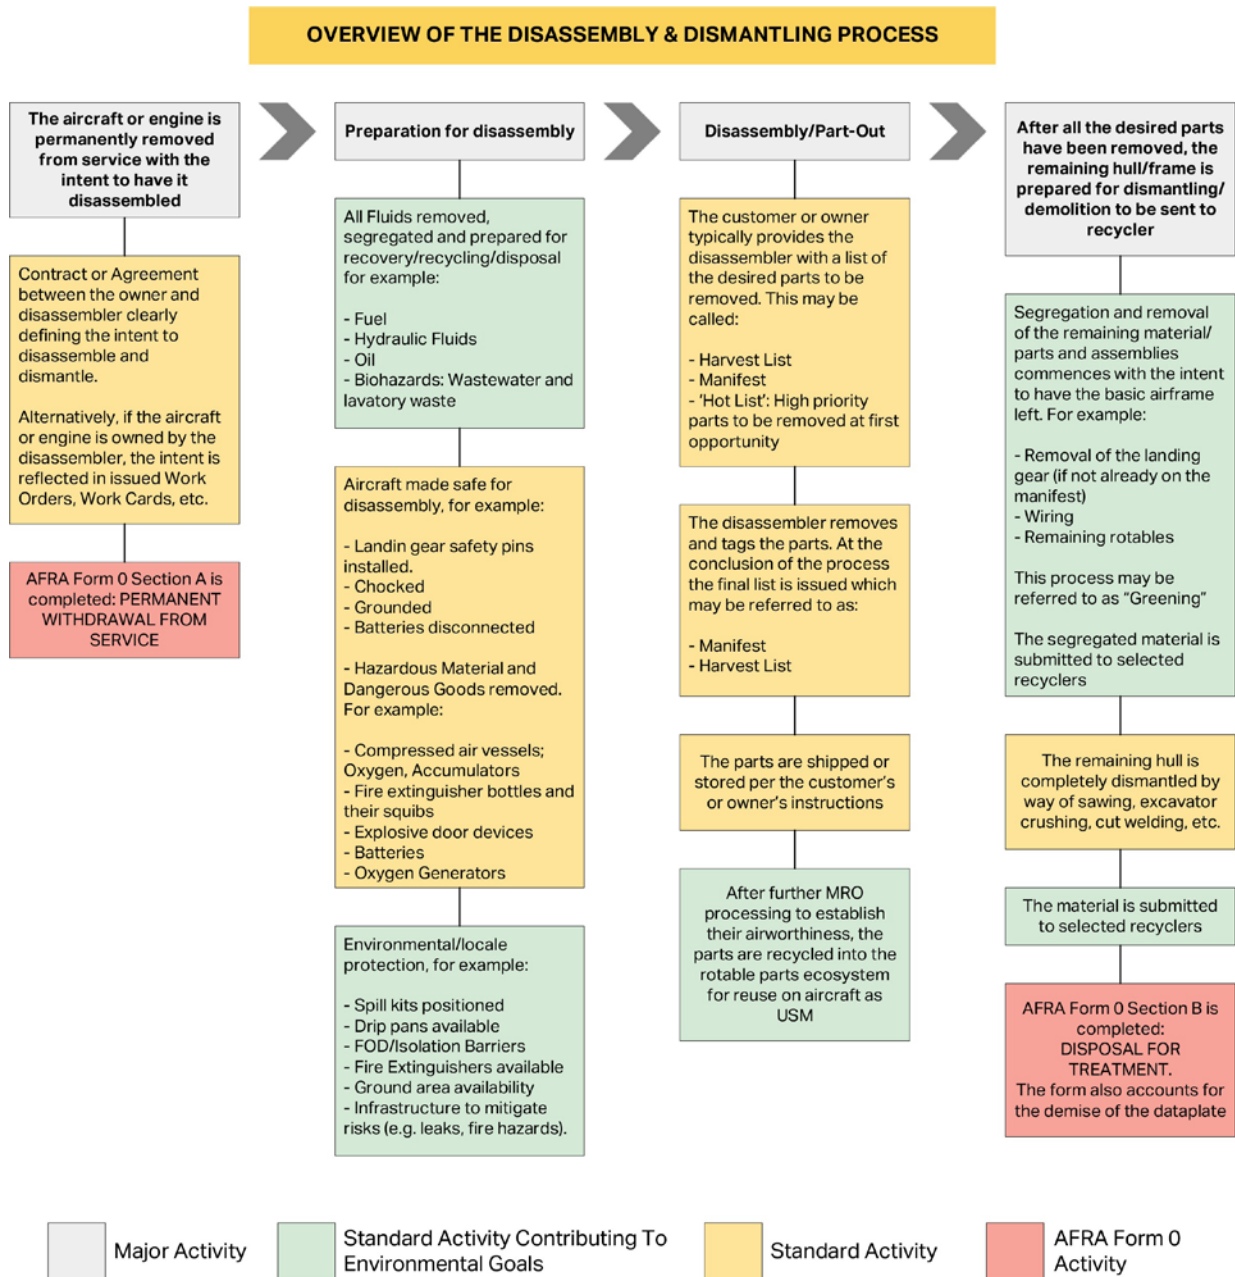 OVERVIEW OF THE DISASSEMBLY & DISMANTLING PROCESS
The aircraft or engine is
permanently removed
from service with the
intent to have it
disassembled
Contract or Agreement
between the owner and
disassembler clearly
defining the intent to
disassemble and
dismantle.
Alternatively, if the aircraft
or engine is owned by the
disassembler, the intent is
reflected in issued Work
Orders, Work Cards, etc.
AFRA Form 0 Section A is
completed: PERMANENT
WITHDRAWAL FROM
SERVICE
Preparation for disassembly
All Fluids removed,
segregated and prepared for
recovery/recycling/disposal
for example:
- Fuel
- Hydraulic Fluids
- Oil
- Biohazards: Wastewater and
lavatory waste
Aircraft made safe for
disassembly, for example:
- Landin gear safety pins
installed.
- Chocked
- Grounded
- Batteries disconnected
- Hazardous Material and
Dangerous Goods removed.
For example:
- Compressed air vessels;
Oxygen, Accumulators
- Fire extinguisher bottles and
their squibs
- Explosive door devices
- Batteries
- Oxygen Generators
Environmental/locale
protection, for example:
- Spill kits positioned
- Drip pans available
- FOD/Isolation Barriers
- Fire Extinguishers available
- Ground area availability
- Infrastructure to mitigate
risks (e.g. leaks, fire hazards).
Disassembly/Part-Out
The customer or owner
typically provides the
disassembler with a list of
the desired parts to be
removed. This may be
called:
- Harvest List
- Manifest
- ‘Hot List’: High priority
parts to be removed at first
opportunity
The disassembler removes
and tags the parts. At the
conclusion of the process
the final list is issued which
may be referred to as:
- Manifest
- Harvest List
The parts are shipped or
stored per the customer’s
or owner’s instructions
After further MRO
processing to establish
their airworthiness, the
parts are recycled into the
rotable parts ecosystem
for reuse on aircraft as
USM
After all the desired parts
have been removed, the
remaining hull/frame is
prepared for dismantling/
demolition to be sent to
recycler
Segregation and removal
of the remaining material/
parts and assemblies
commences with the intent
to have the basic airframe
left. For example:
- Removal of the landing
gear (if not already on the
manifest)
- Wiring
- Remaining rotables
This process may be
referred to as “Greening”
The segregated material is
submitted to selected
recyclers
The remaining hull is
completely dismantled by
way of sawing, excavator
crushing, cut welding, etc.
The material is submitted
to selected recyclers
AFRA Form 0 Section B is
completed:
DISPOSAL FOR
TREATMENT.
The form also accounts for
the demise of the dataplate
Major Activity
Standard Activity Contributing To
Environmental Goals
Standard Activity
AFRA Form 0
Activity